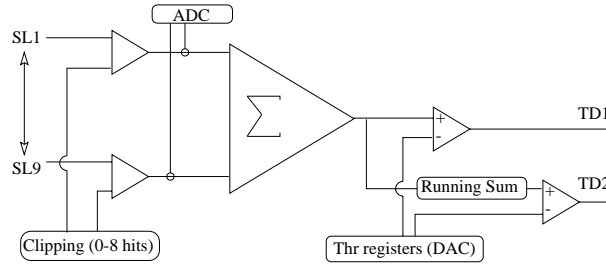 ADC
SL1
SL9
Σ
+
-
TD1
Running Sum
+
-
TD2
Clipping (0-8 hits)
Thr registers (DAC)